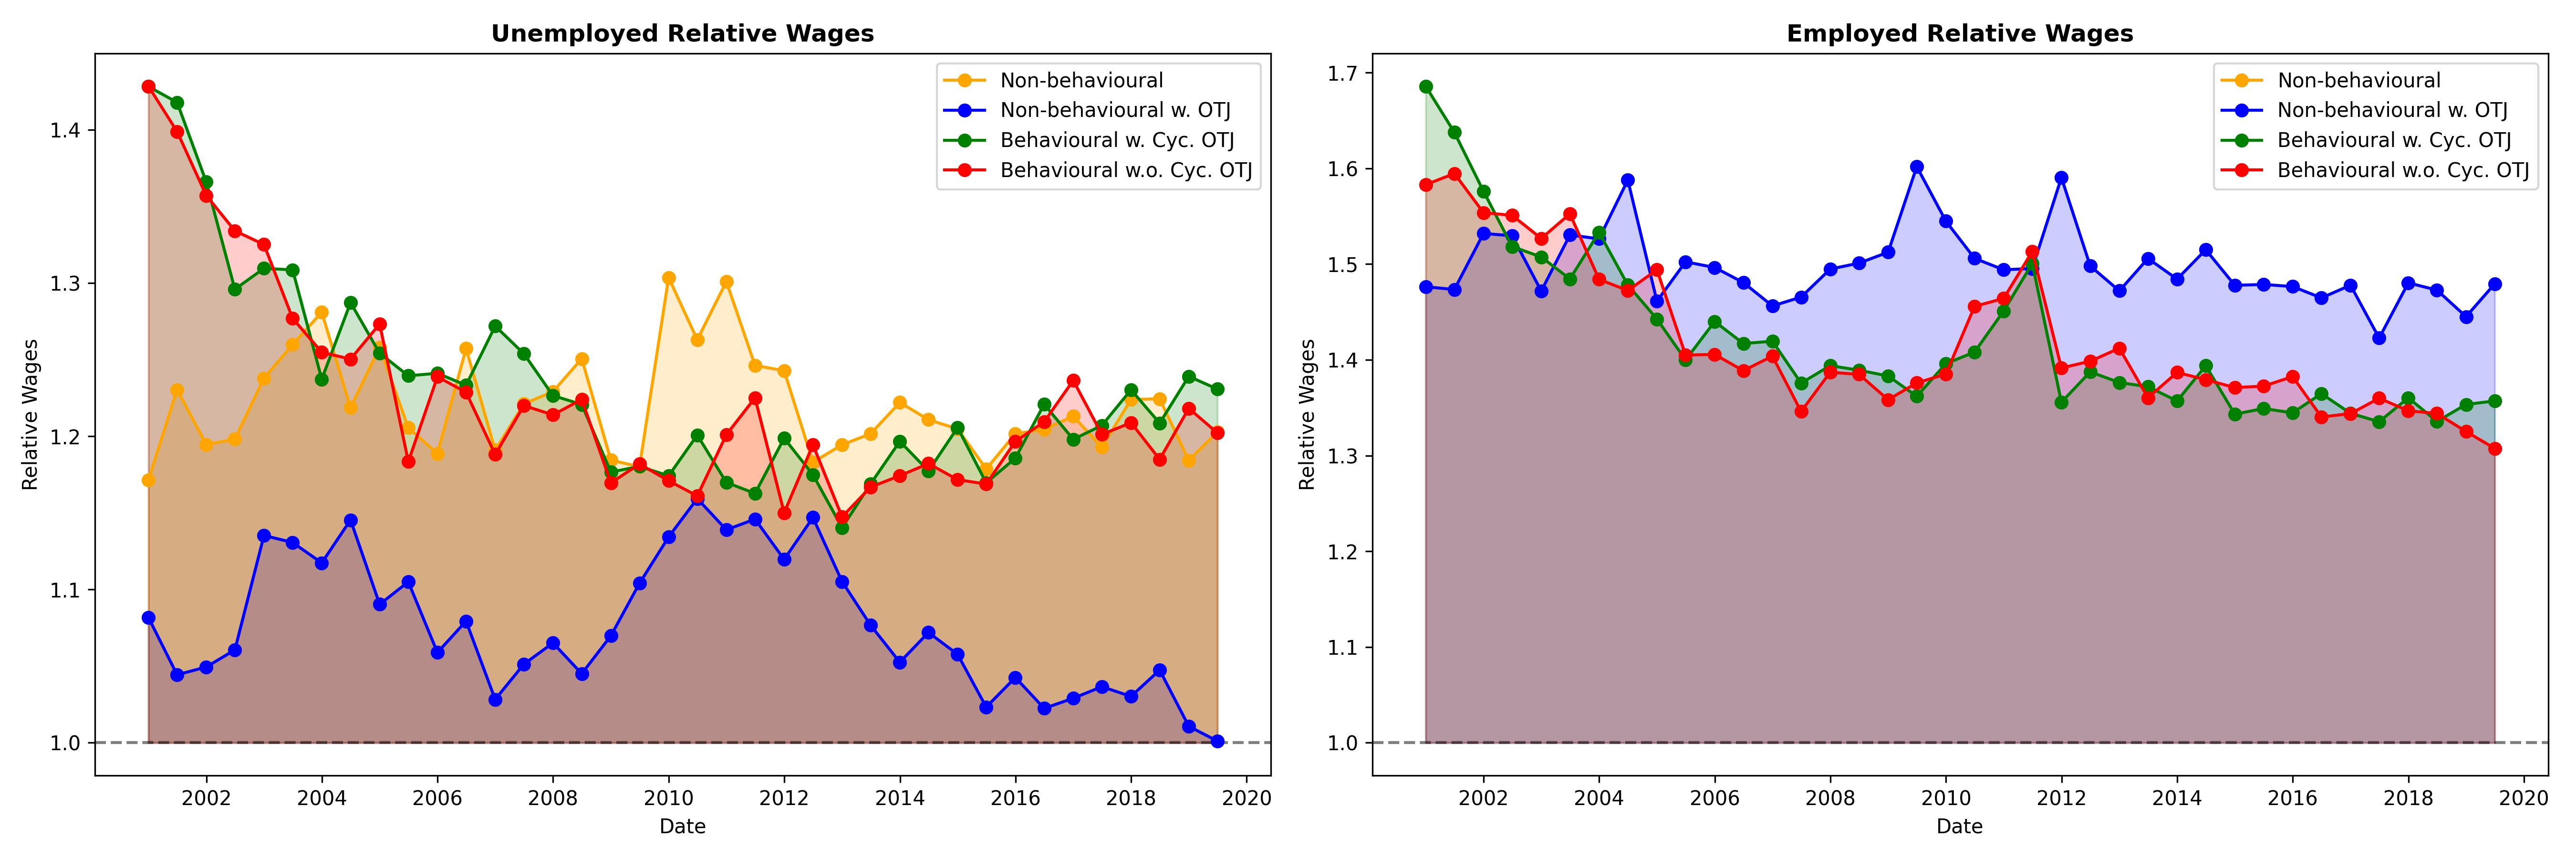 Unemployed Relative Wages
Relative Wages
1.4
1.3
1.2
1.1
1.0
Non-behavioural
Non-behavioural w. OTJ
Behavioural w. Cyc. OTJ
Behavioural w.o. Cyc. OTJ
2002 2004 2006 2008 2010 2012 2014 2016 2018 2020
Date
Employed Relative Wages
Relative Wages
1.7
1.6
1.5
1.4
1.3
1.2
1.1
1.0
Non-behavioural
Non-behavioural w. OTJ
Behavioural w. Cyc. OTJ
Behavioural w.o. Cyc. OTJ
2002 2004 2006 2008 2010 2012 2014 2016 2018 2020
Date